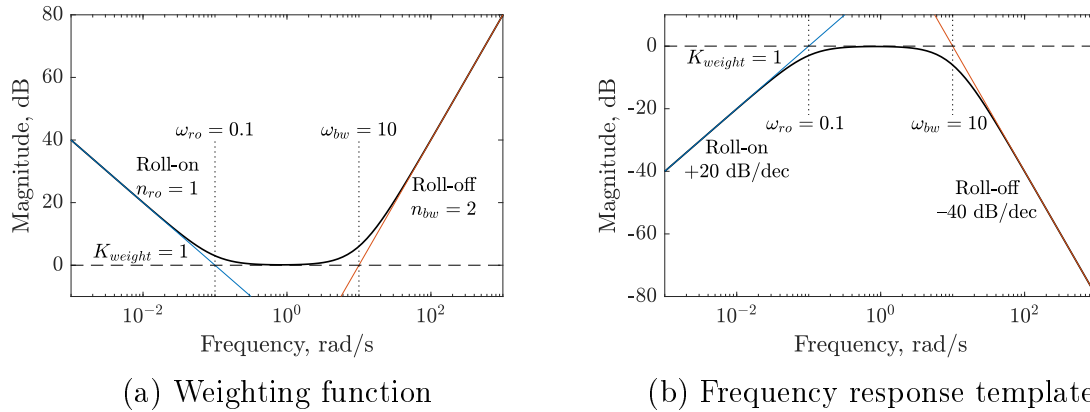 80
60
40
20
0
Magnitude, dB
ω_ro = 0.1
ω_bw = 10
Roll-on
n_ro = 1
Roll-off
n_bw = 2
K_weight = 1
10^−2
10^0
10^2
Frequency, rad/s
(a) Weighting function
0
-20
-40
-60
-80
Magnitude, dB
K_weight = 1
ω_ro = 0.1
ω_bw = 10
Roll-on
+20 dB/dec
Roll-off
–40 dB/dec
10^−2
10^0
10^2
Frequency, rad/s
(b) Frequency response template